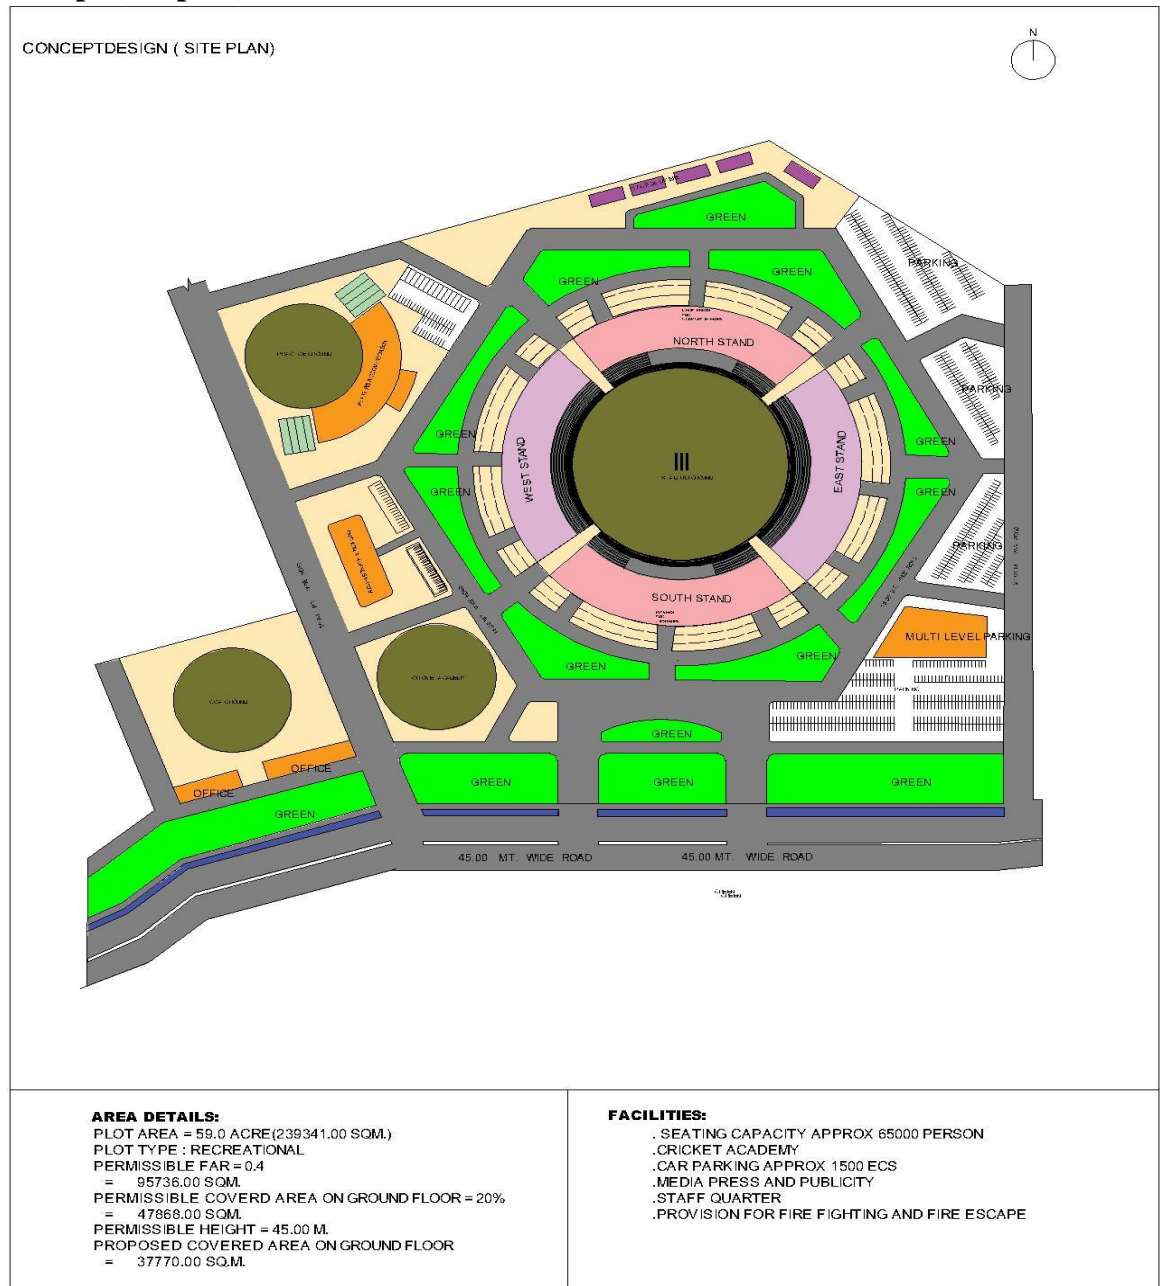 CONCEPTDESIGN ( SITE PLAN)
N
GREEN
PARKING
GREEN
GREEN
NORTH STAND
PARKING
GREEN
GREEN
WEST STAND
EAST STAND
GREEN
GREEN
PARKING
SOUTH STAND
MULTI LEVEL PARKING
GREEN
GREEN
PARKING
GREEN
OFFICE
OFFICE
GREEN
GREEN
GREEN
GREEN
45.00 MT. WIDE ROAD
45.00 MT. WIDE ROAD
AREA DETAILS:
PLOT AREA = 59.0 ACRE(239341.00 SQM.)
PLOT TYPE : RECREATIONAL
PERMISSIBLE FAR = 0.4
= 95736.00 SQM.
PERMISSIBLE COVERD AREA ON GROUND FLOOR = 20%
= 47868.00 SQM.
PERMISSIBLE HEIGHT = 45.00 M.
PROPOSED COVERED AREA ON GROUND FLOOR
= 37770.00 SQ.M.
FACILITIES:
. SEATING CAPACITY APPROX 65000 PERSON
.CRICKET ACADEMY
.CAR PARKING APPROX 1500 ECS
.MEDIA PRESS AND PUBLICITY
.STAFF QUARTER
.PROVISION FOR FIRE FIGHTING AND FIRE ESCAPE